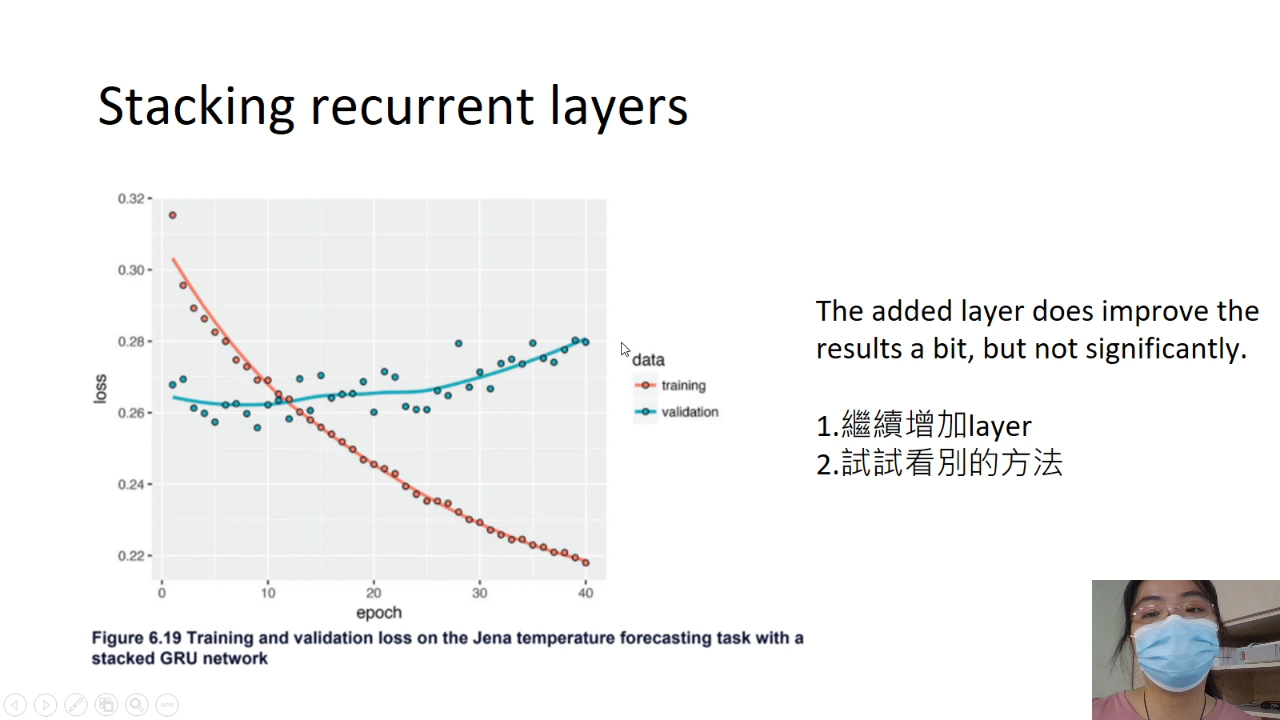 Stacking recurrent layers
0.32
0.30
0.28
0.26
0.24
0.22
loss
0
10
20
30
40
epoch
data
training
validation
Figure 6.19 Training and validation loss on the Jena temperature forecasting task with a
stacked GRU network
The added layer does improve the
results a bit, but not significantly.
1.繼續增加layer
2.試試看別的方法